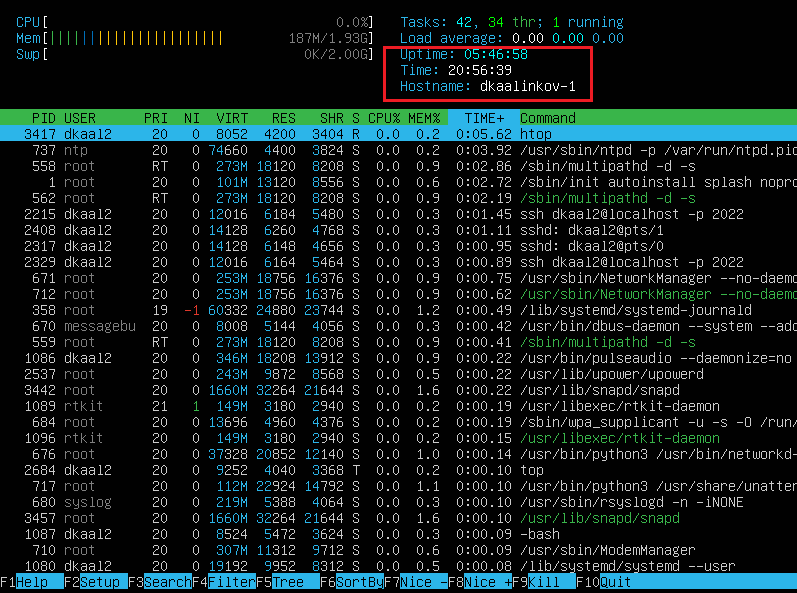 CPU[ 0.0%] Tasks: 42, 34 thr; 1 running
Mem[||||||||||||||||||||||| 187M/1.93G] Load average: 0.00 0.00 0.00
Swp[ 0K/2.00G] Uptime: 05:46:58
Time: 20:56:39
Hostname: dkaalinkov-1
PID USER PRI NI VIRT RES SHR S CPU% MEM% TIME+ Command
3417 dkaal2 20 0 8052 4200 3404 R 0.0 0.2 0:05.62 htop
737 ntp 20 0 74660 4400 3824 S 0.0 0.2 0:03.92 /usr/sbin/ntpd -p /var/run/ntpd.pid
558 root RT 0 273M 18120 8208 S 0.0 0.9 0:02.86 /sbin/multipathd -d -s
1 root 20 0 101M 13120 8556 S 0.0 0.6 0:02.72 /sbin/init autoinstall splash nopro
562 root RT 0 273M 18120 8208 S 0.0 0.9 0:02.19 /sbin/multipathd -d -s
2215 dkaal2 20 0 12016 6184 5480 S 0.0 0.3 0:01.45 ssh dkaal2@localhost -p 2022
2408 dkaal2 20 0 14128 6260 4768 S 0.0 0.3 0:01.11 sshd: dkaal2@pts/1
2317 dkaal2 20 0 14128 6148 4656 S 0.0 0.3 0:00.95 sshd: dkaal2@pts/0
2329 dkaal2 20 0 12016 6164 5464 S 0.0 0.3 0:00.89 ssh dkaal2@localhost -p 2022
671 root 20 0 253M 18756 16376 S 0.0 0.9 0:00.75 /usr/sbin/NetworkManager --no-daemo
712 root 20 0 253M 18756 16376 S 0.0 0.9 0:00.62 /usr/sbin/NetworkManager --no-daemo
358 root 19 -1 60332 24880 23744 S 0.0 1.2 0:00.49 /lib/systemd/systemd-journald
670 messagebu 20 0 8008 5144 4056 S 0.0 0.3 0:00.42 /usr/bin/dbus-daemon --system --add
559 root RT 0 273M 18120 8208 S 0.0 0.9 0:00.41 /sbin/multipathd -d -s
1086 dkaal2 20 0 346M 18208 13912 S 0.0 0.9 0:00.22 /usr/bin/pulseaudio --daemonize=no
2537 root 20 0 243M 9872 8568 S 0.0 0.5 0:00.22 /usr/lib/upower/upowerd
3442 root 20 0 1660M 32264 21644 S 0.0 1.6 0:00.22 /usr/lib/snapd/snapd
1089 rtkit 21 1 149M 3180 2940 S 0.0 0.2 0:00.19 /usr/libexec/rtkit-daemon
684 root 20 0 13696 4960 4376 S 0.0 0.2 0:00.19 /sbin/wpa_supplicant -u -s -O /run/
1096 rtkit 20 0 149M 3180 2940 S 0.0 0.2 0:00.15 /usr/libexec/rtkit-daemon
676 root 20 0 37328 20852 12140 S 0.0 1.0 0:00.14 /usr/bin/python3 /usr/bin/networkd-
2684 dkaal2 20 0 9252 4040 3368 T 0.0 0.2 0:00.10 top
717 root 20 0 112M 22924 14792 S 0.0 1.1 0:00.10 /usr/bin/python3 /usr/share/unatten
680 syslog 20 0 219M 5388 4064 S 0.0 0.3 0:00.10 /usr/sbin/rsyslogd -n -iNONE
3457 root 20 0 1660M 32264 21644 S 0.0 1.6 0:00.10 /usr/lib/snapd/snapd
1087 dkaal2 20 0 8524 5472 3624 S 0.0 0.3 0:00.09 -bash
710 root 20 0 307M 11312 9712 S 0.0 0.6 0:00.09 /usr/sbin/ModemManager
1080 dkaal2 20 0 19192 9952 8312 S 0.0 0.5 0:00.08 /lib/systemd/systemd --user
F1Help F2Setup F3SearchF4FilterF5Tree F6SortByF7Nice -F8Nice +F9Kill F10Quit